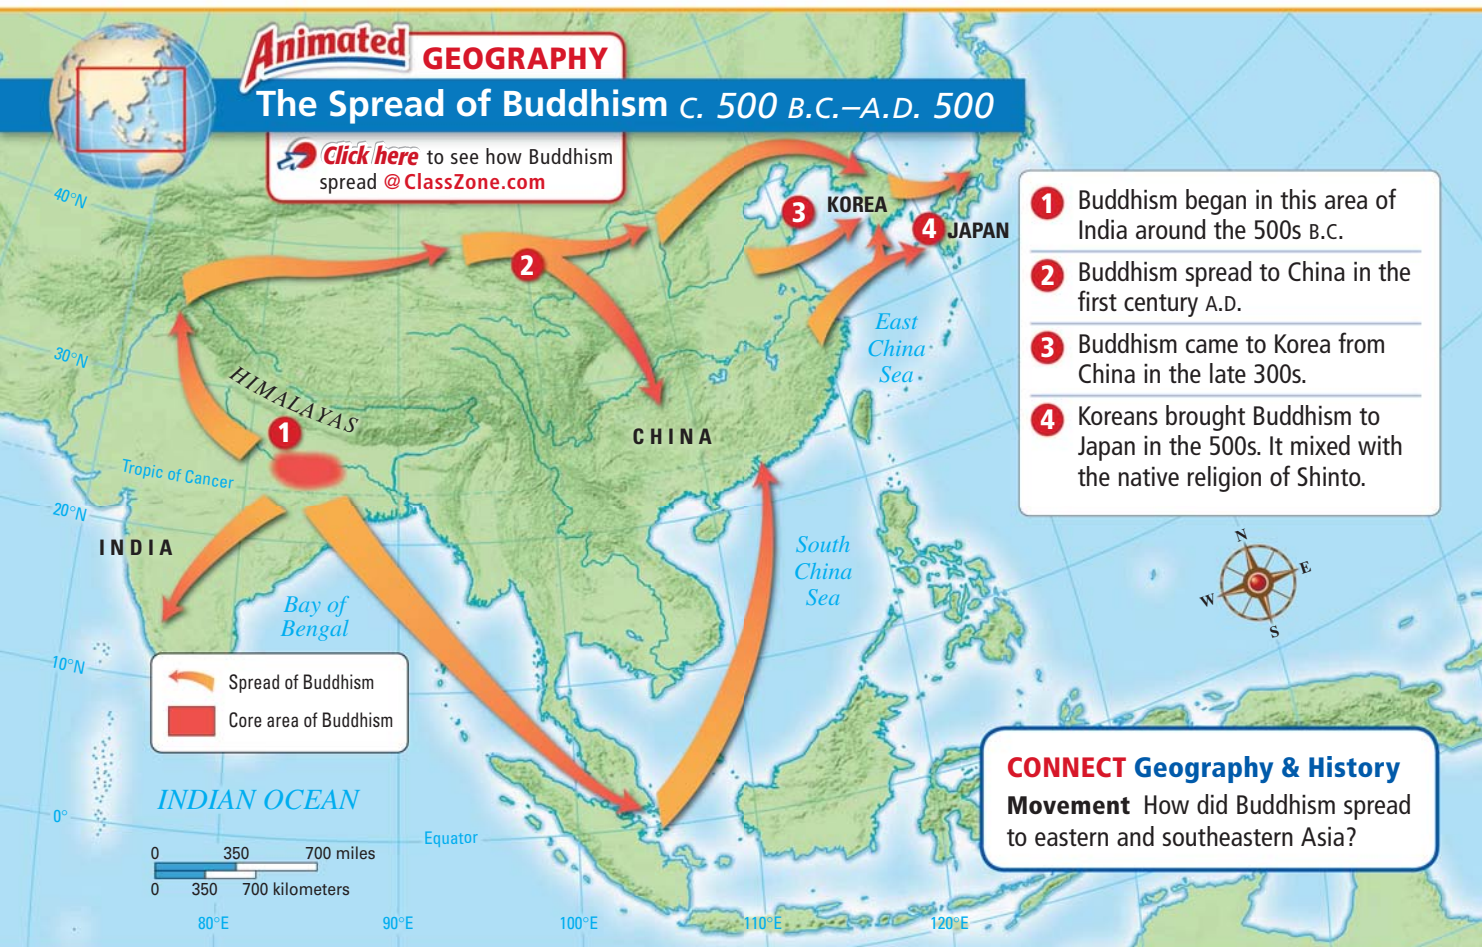 Animated GEOGRAPHY
The Spread of Buddhism C. 500 B.C.–A.D. 500
Click here to see how Buddhism
spread @ ClassZone.com
1 Buddhism began in this area of
India around the 500s B.C.
2 Buddhism spread to China in the
first century A.D.
3 Buddhism came to Korea from
China in the late 300s.
4 Koreans brought Buddhism to
Japan in the 500s. It mixed with
the native religion of Shinto.
40°N
3
KOREA
4 JAPAN
2
East
China
Sea
30°N
HIMALAYAS
1
CHINA
Tropic of Cancer
20°N
INDIA
South
China
Sea
N
E
W
S
Bay of
Bengal
10°N
Spread of Buddhism
Core area of Buddhism
INDIAN OCEAN
0°
Equator
0 350 700 miles
0 350 700 kilometers
80°E 90°E 100°E 110°E 120°E
CONNECT Geography & History
Movement How did Buddhism spread
to eastern and southeastern Asia?